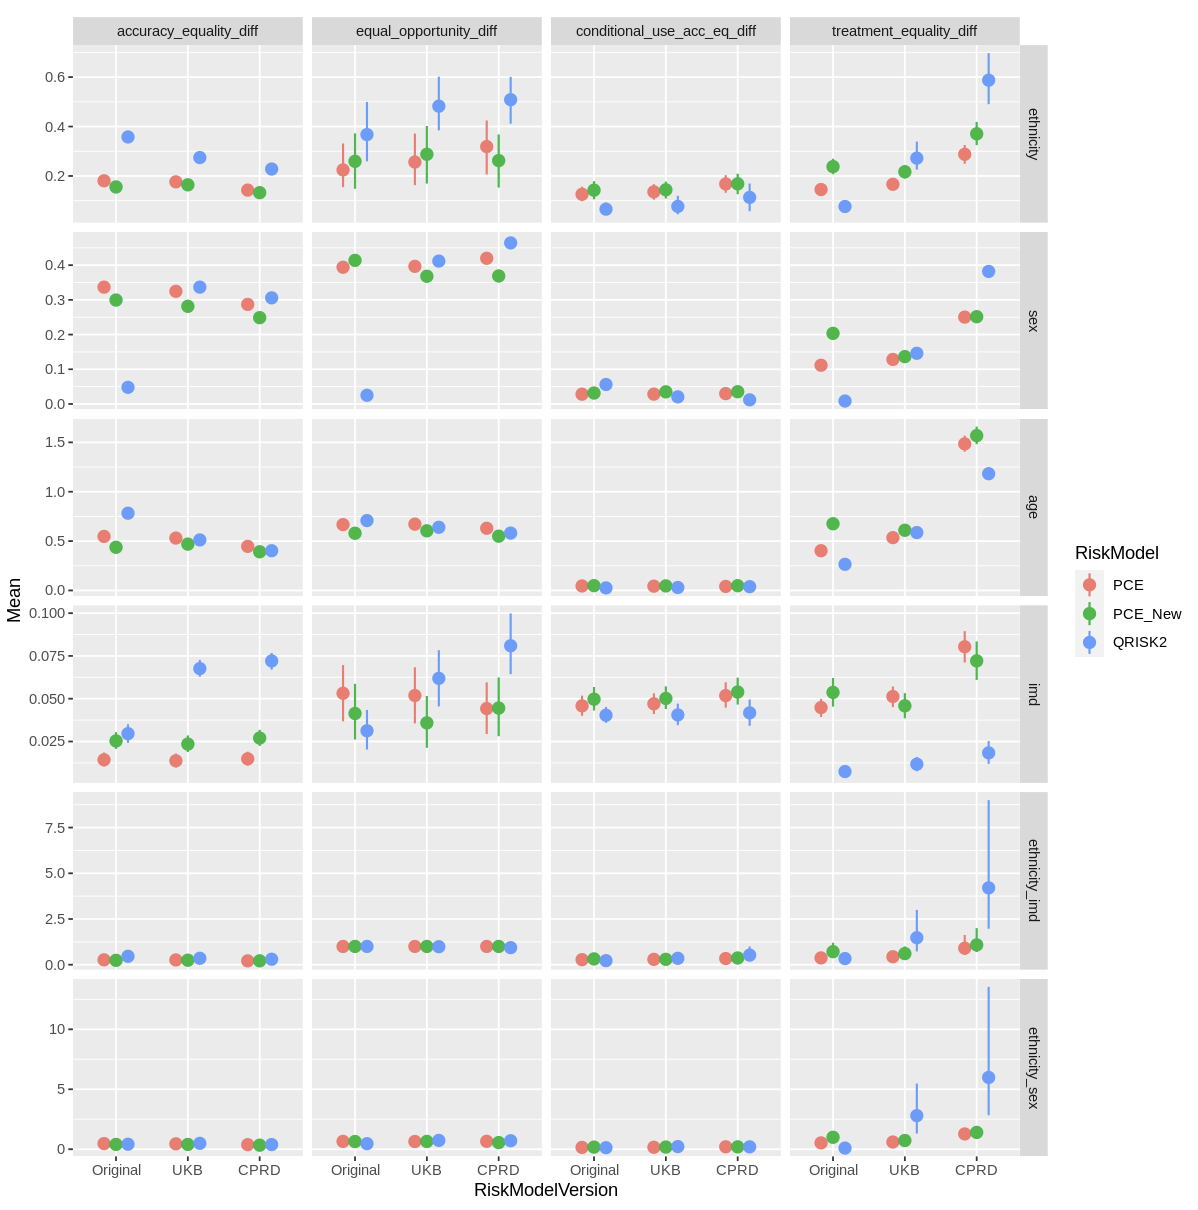 accuracy_equality_diff equal_opportunity_diff conditional_use_acc_eq_diff treatment_equality_diff
0.6
0.4
0.2
ethnicity
0.4
0.3
0.2
0.1
0.0
sex
1.5
1.0
0.5
0.0
age
0.100
0.075
0.050
0.025
imd
7.5
5.0
2.5
0.0
ethnicity_imd
10
5
0
ethnicity_sex
Original UKB CPRD Original UKB CPRD Original UKB CPRD Original UKB CPRD
RiskModelVersion
Mean
RiskModel
PCE
PCE_New
QRISK2